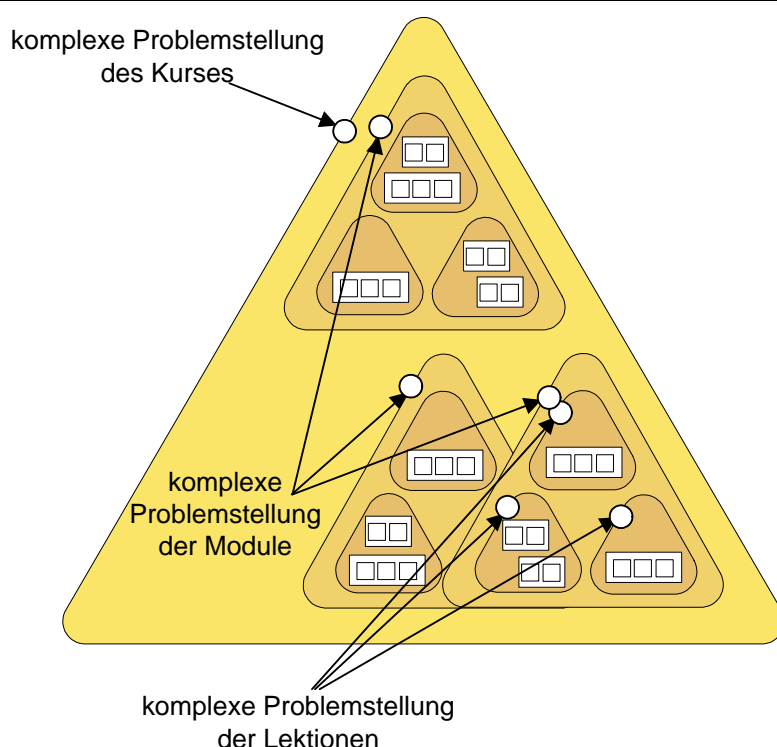 komplexe Problemstellung
des Kurses
komplexe
Problemstellung
der Module
komplexe Problemstellung
der Lektionen